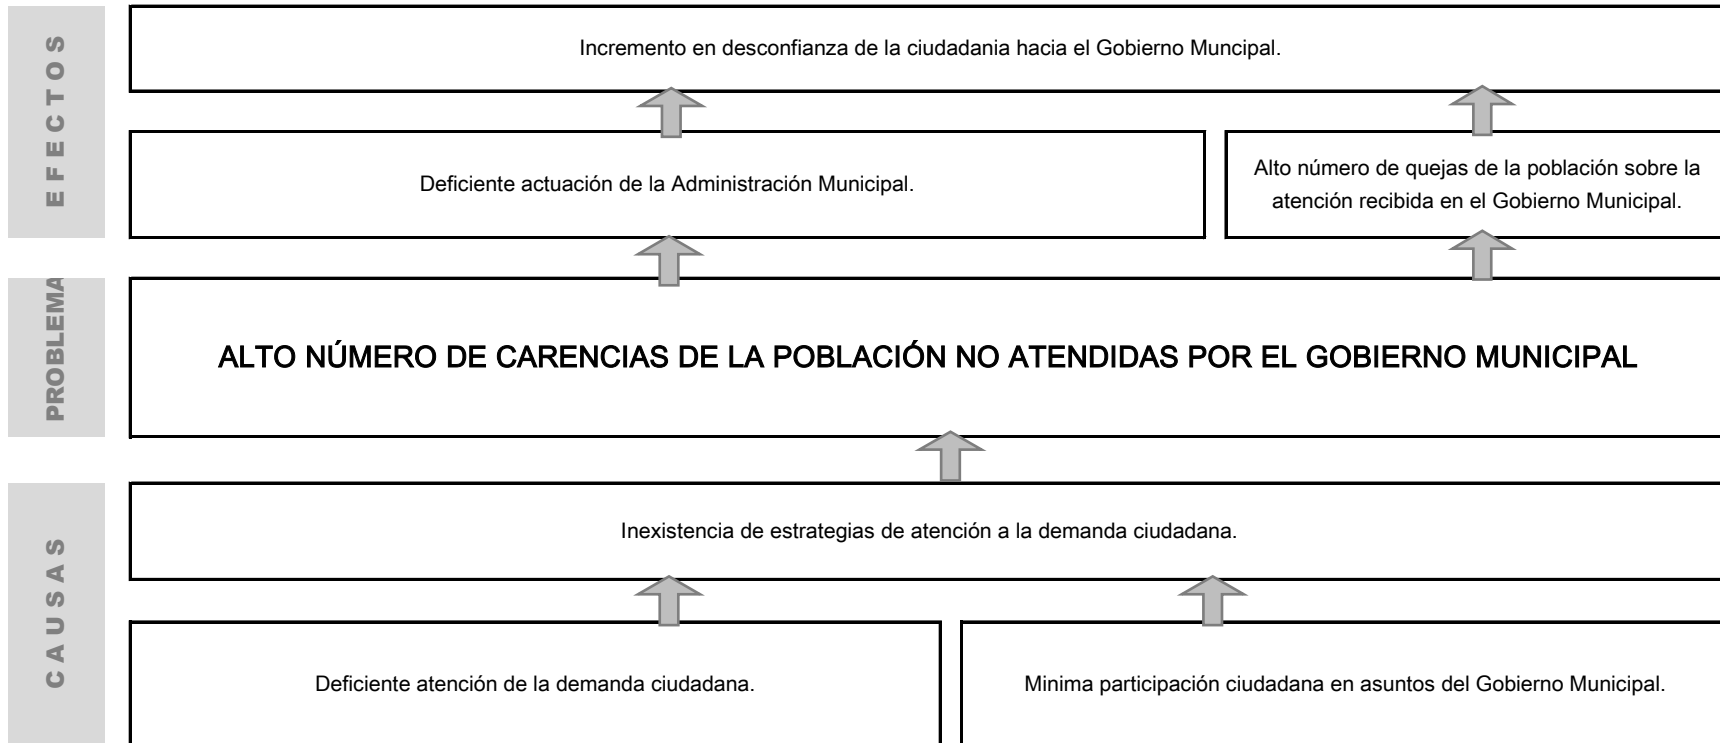 EFECTOS
Incremento en desconfianza de la ciudadania hacia el Gobierno Muncipal.
Deficiente actuación de la Administración Municipal.
Alto número de quejas de la población sobre la
atención recibida en el Gobierno Municipal.
PROBLEMA
ALTO NÚMERO DE CARENCIAS DE LA POBLACIÓN NO ATENDIDAS POR EL GOBIERNO MUNICIPAL
CAUSAS
Inexistencia de estrategias de atención a la demanda ciudadana.
Deficiente atención de la demanda ciudadana.
Minima participación ciudadana en asuntos del Gobierno Municipal.